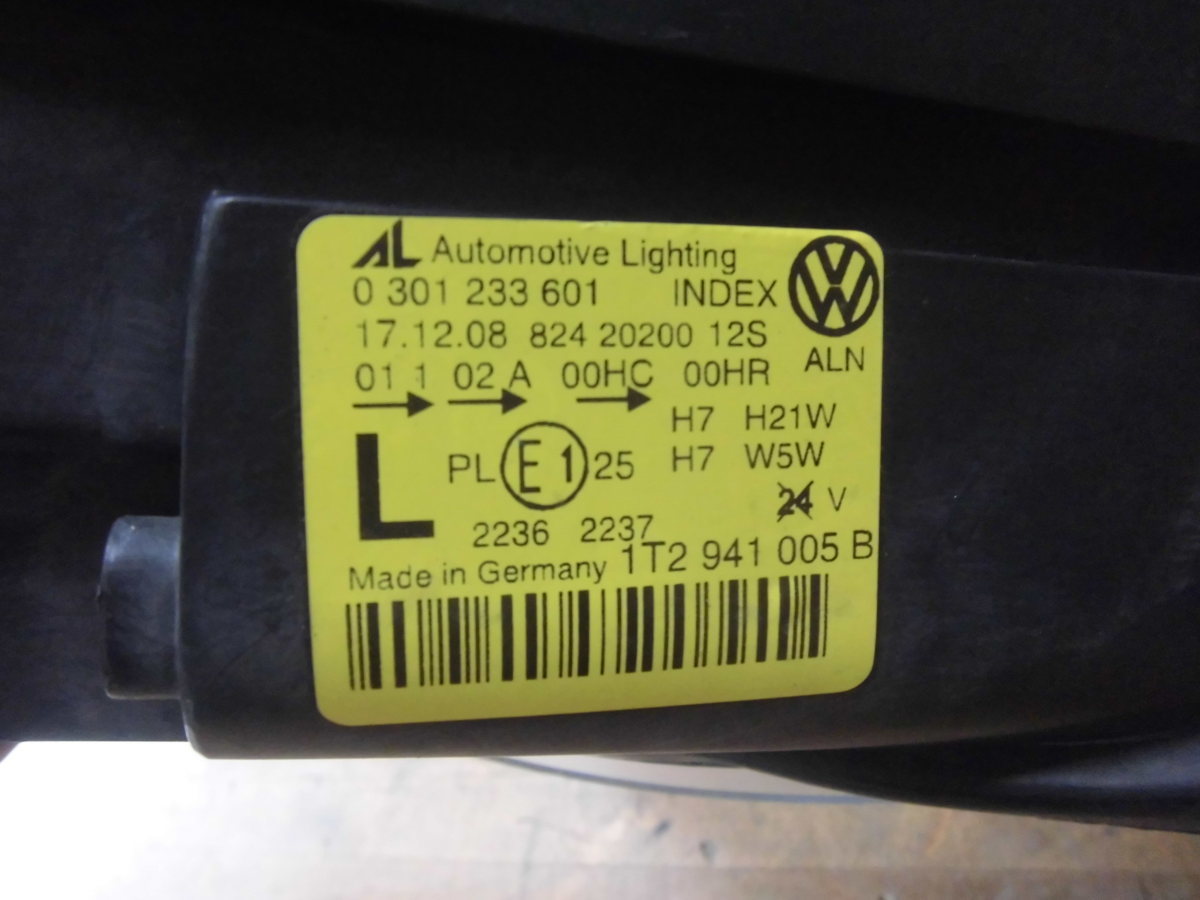 AL Automotive Lighting
0 301 233 601 INDEX
17.12.08 824 20200 12S
ALN
01 1 02 A 00HC 00HR
H7 H21W
L PL E1 25 H7 W5W
24 V
2236 2237
Made in Germany 1T2 941 005 B